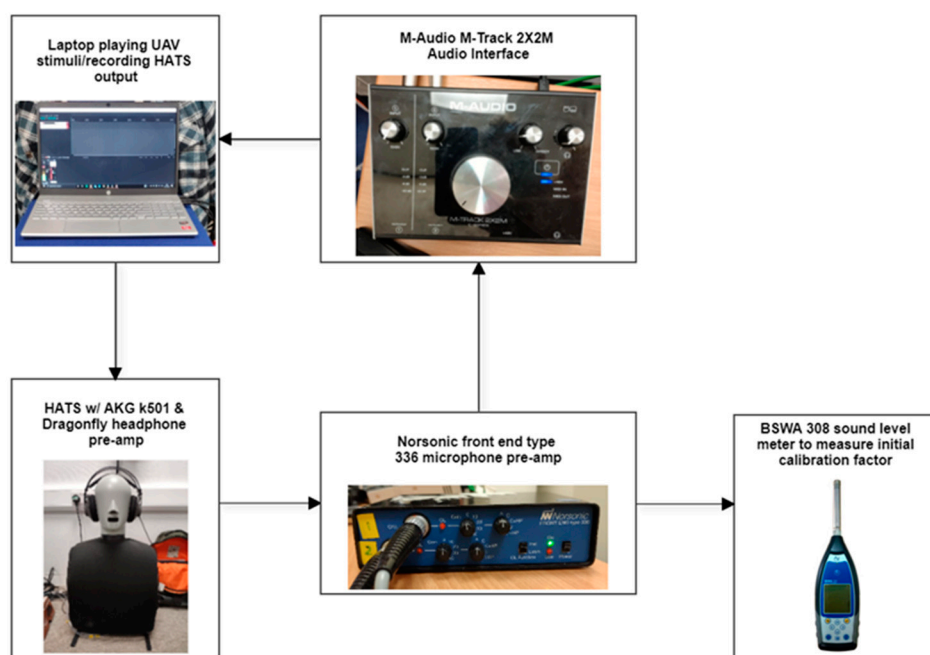 Laptop playing UAV
stimuli/recording HATS
output
M-Audio M-Track 2X2M
Audio Interface
M-AUDIO
M-TRACK 2X2M
HATS w/ AKG k501 &
Dragonfly headphone
pre-amp
Norsonic front end type
336 microphone pre-amp
1
2
Norsonic
BSWA 308 sound level
meter to measure initial
calibration factor